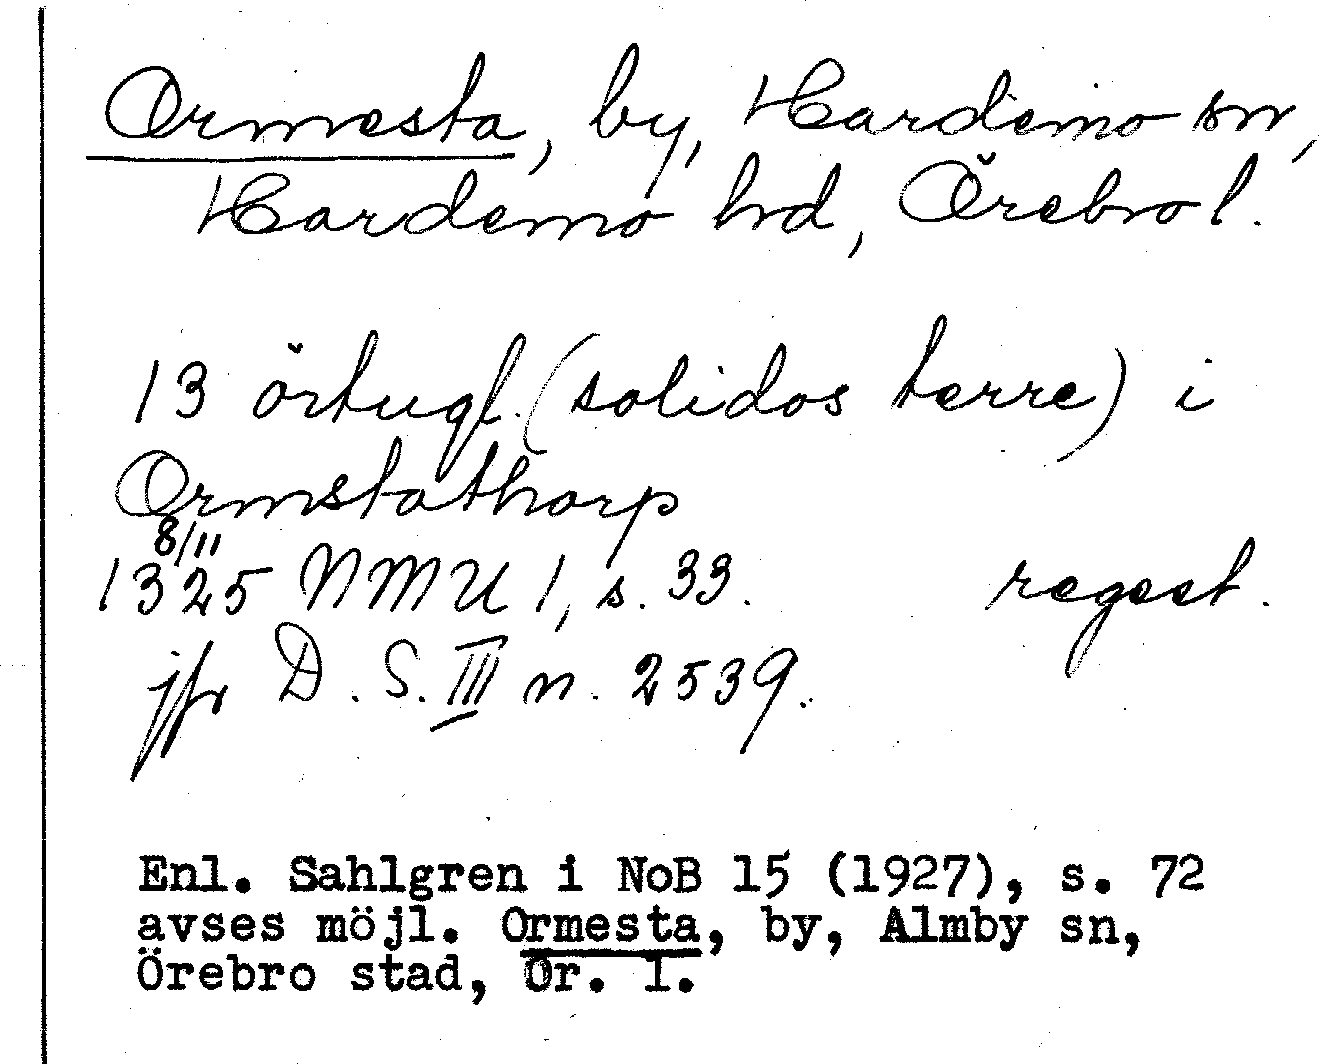 Ormesta, by, Hardemo sn,
Hardemo hd, Örebro l.
13 örtugl. (solidos terre) i
Ormstathorp
8/11
1325 NMU 1, s. 33. regest.
jfr D. S. III n. 2539.
Enl. Sahlgren i NoB 15 (1927), s. 72
avses möjl. Ormesta, by, Almby sn,
Örebro stad, Ör. l.